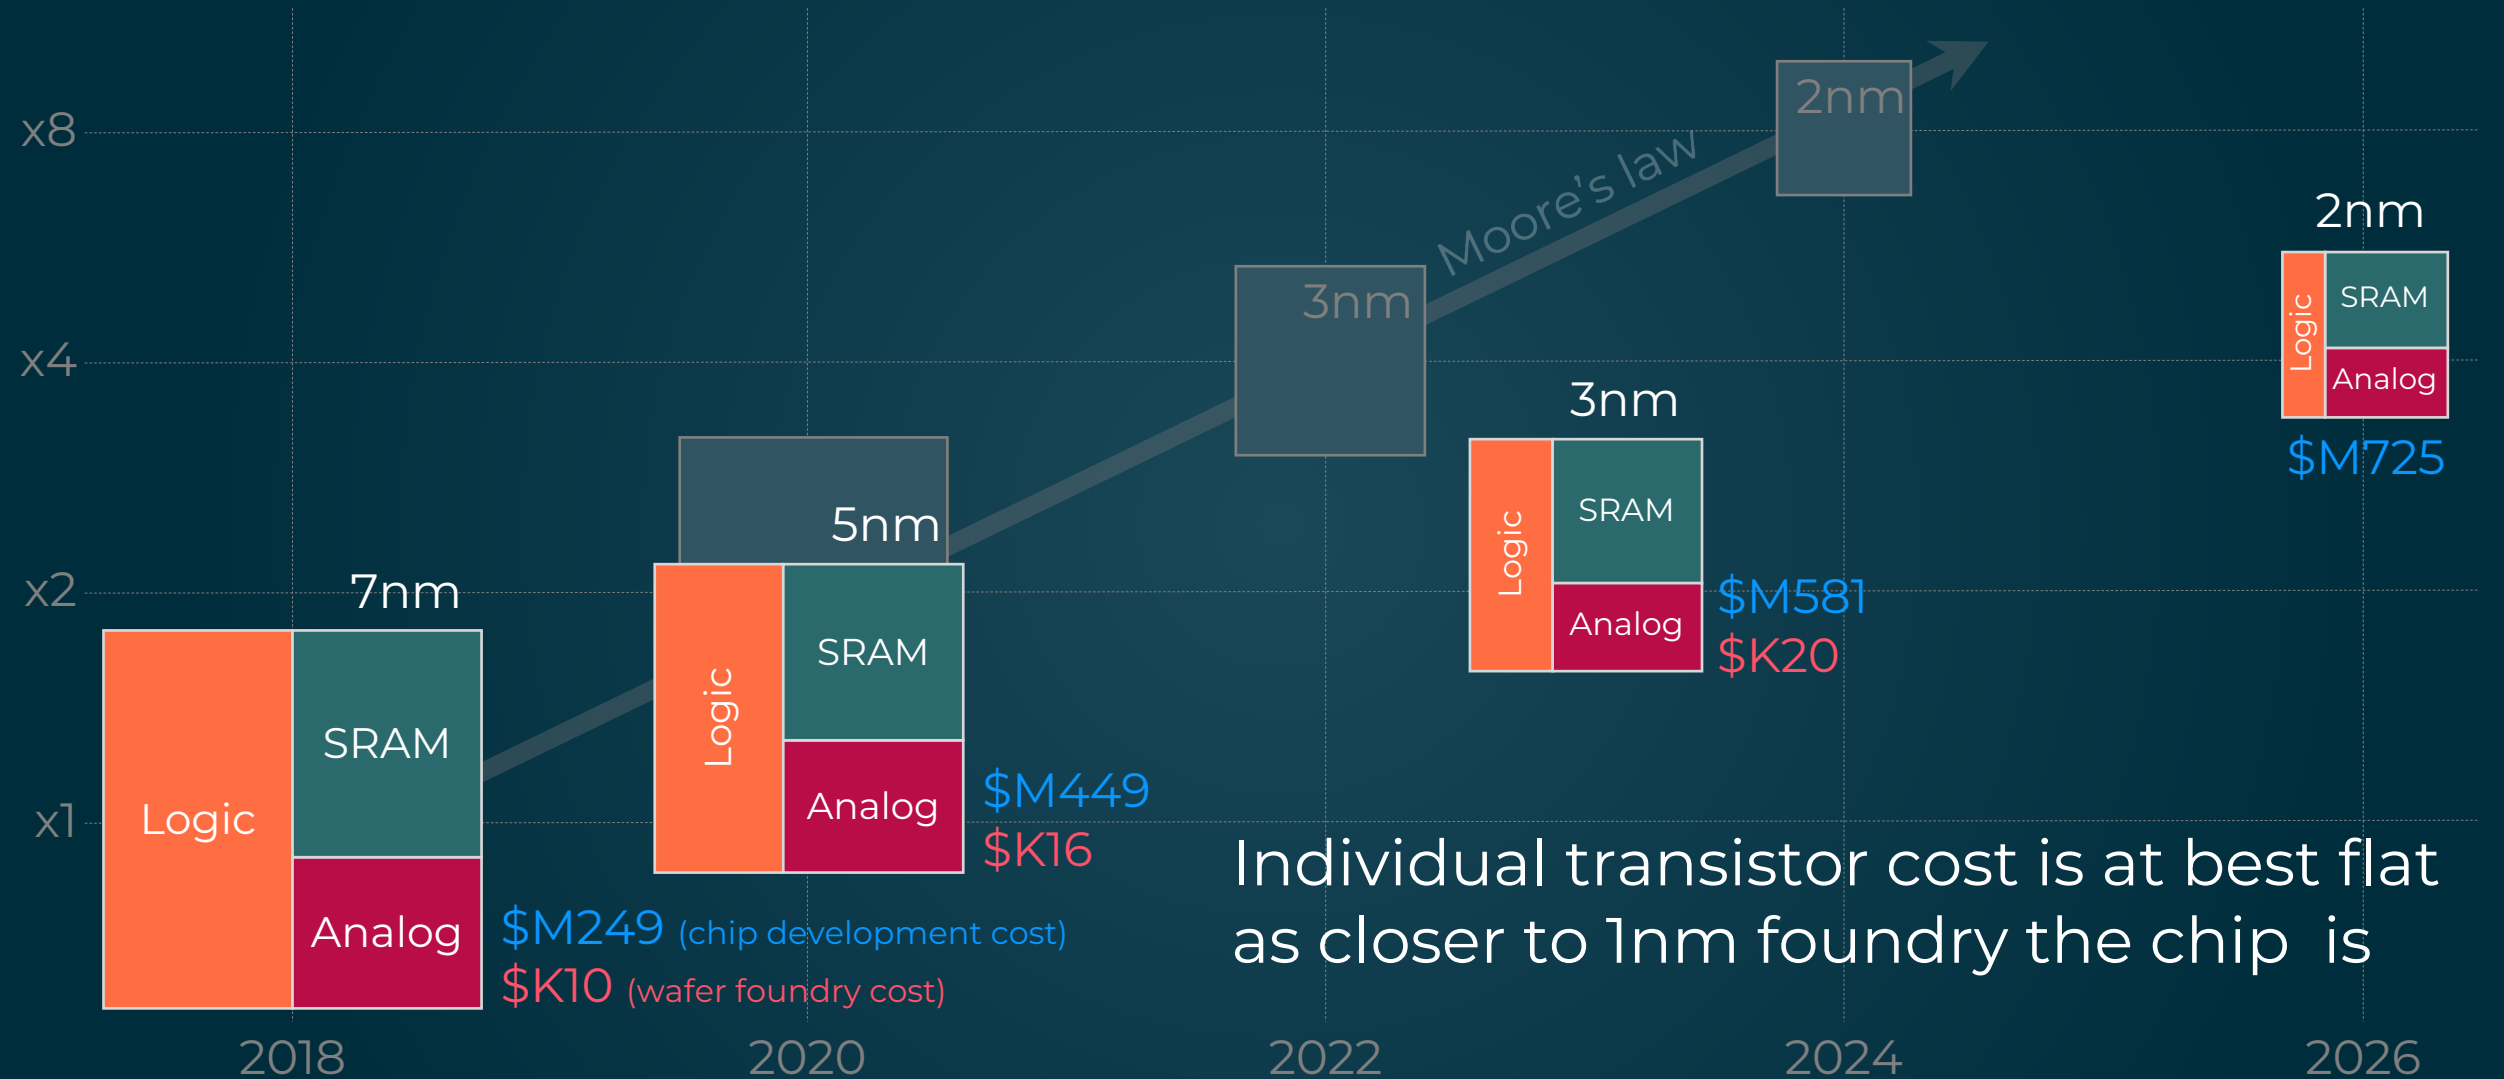 x8
2nm
Moore's law
2nm
3nm
SRAM
Logic
Analog
x4
3nm
$M725
5nm
SRAM
Logic
Analog
$M581
$K20
x2
7nm
SRAM
Logic
Analog
$M449
$K16
x1
Logic
SRAM
Analog
$M249 (chip development cost)
$K10 (wafer foundry cost)
Individual transistor cost is at best flat
as closer to 1nm foundry the chip is
2018 2020 2022 2024 2026